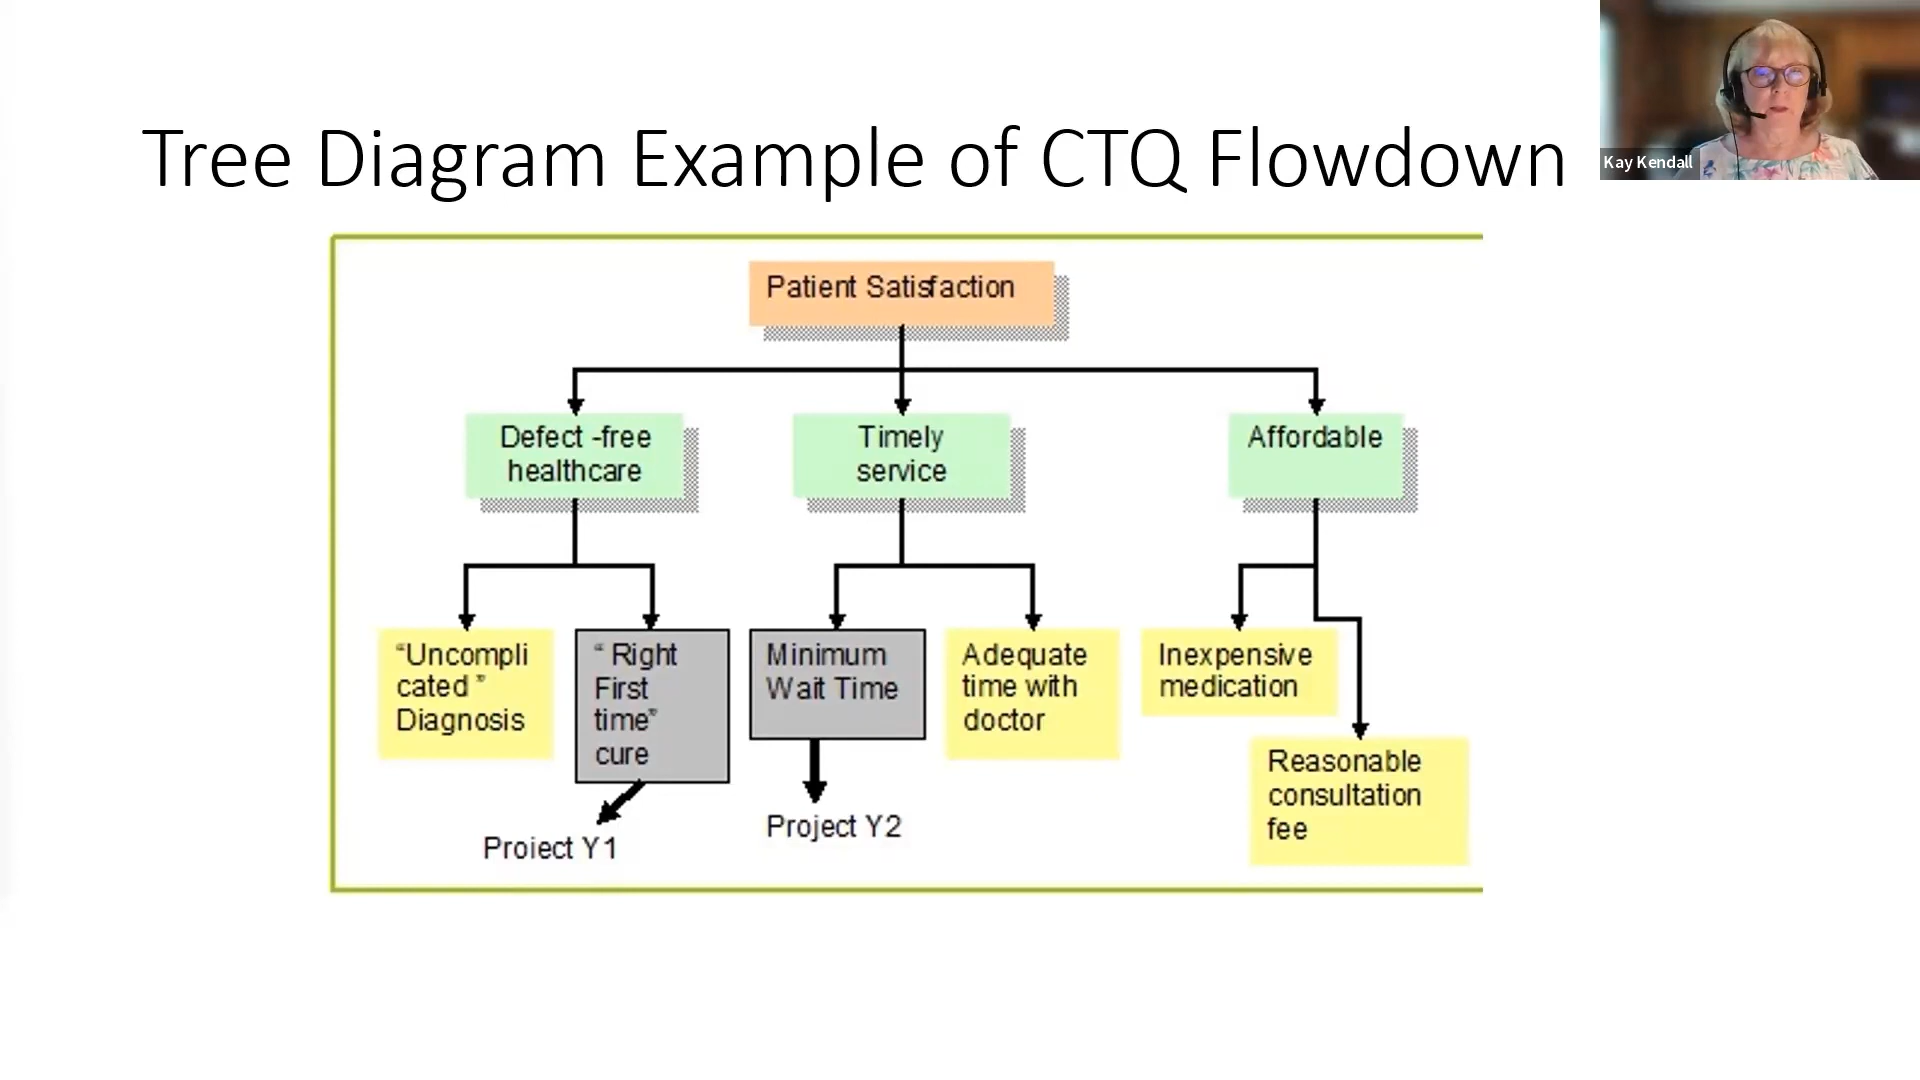 Tree Diagram Example of CTQ Flowdown
Kay Kendall
Patient Satisfaction
Defect -free
healthcare
Timely
service
Affordable
“Uncompli
cated ”
Diagnosis
“ Right
First
time”
cure
Minimum
Wait Time
Adequate
time with
doctor
Inexpensive
medication
Reasonable
consultation
fee
Project Y1
Project Y2